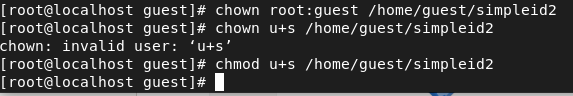 [root@localhost guest]# chown root:guest /home/guest/simpleid2
[root@localhost guest]# chown u+s /home/guest/simpleid2
chown: invalid user: ‘u+s’
[root@localhost guest]# chmod u+s /home/guest/simpleid2
[root@localhost guest]#